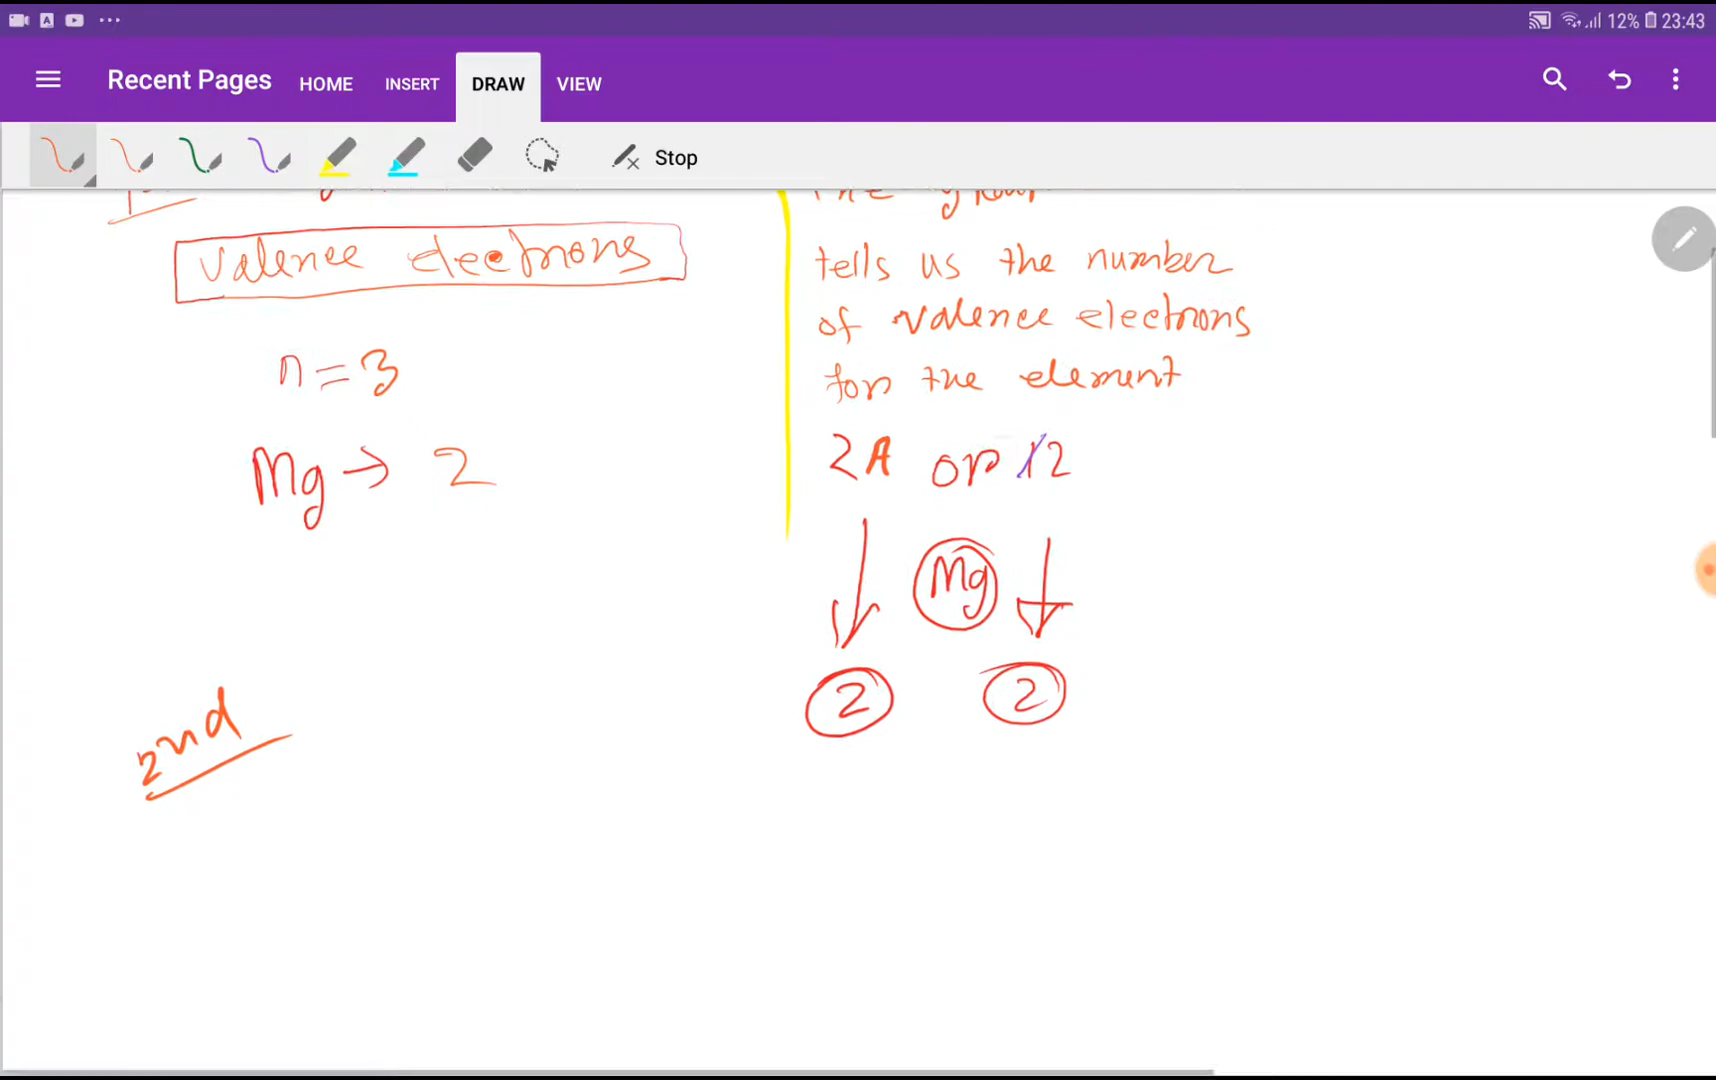 12% 23:43
Recent Pages HOME INSERT DRAW VIEW
Stop
valence electrons
n = 3
Mg → 2
2nd
tells us the number
of valence electrons
for the element
2A or 12
Mg
2 2